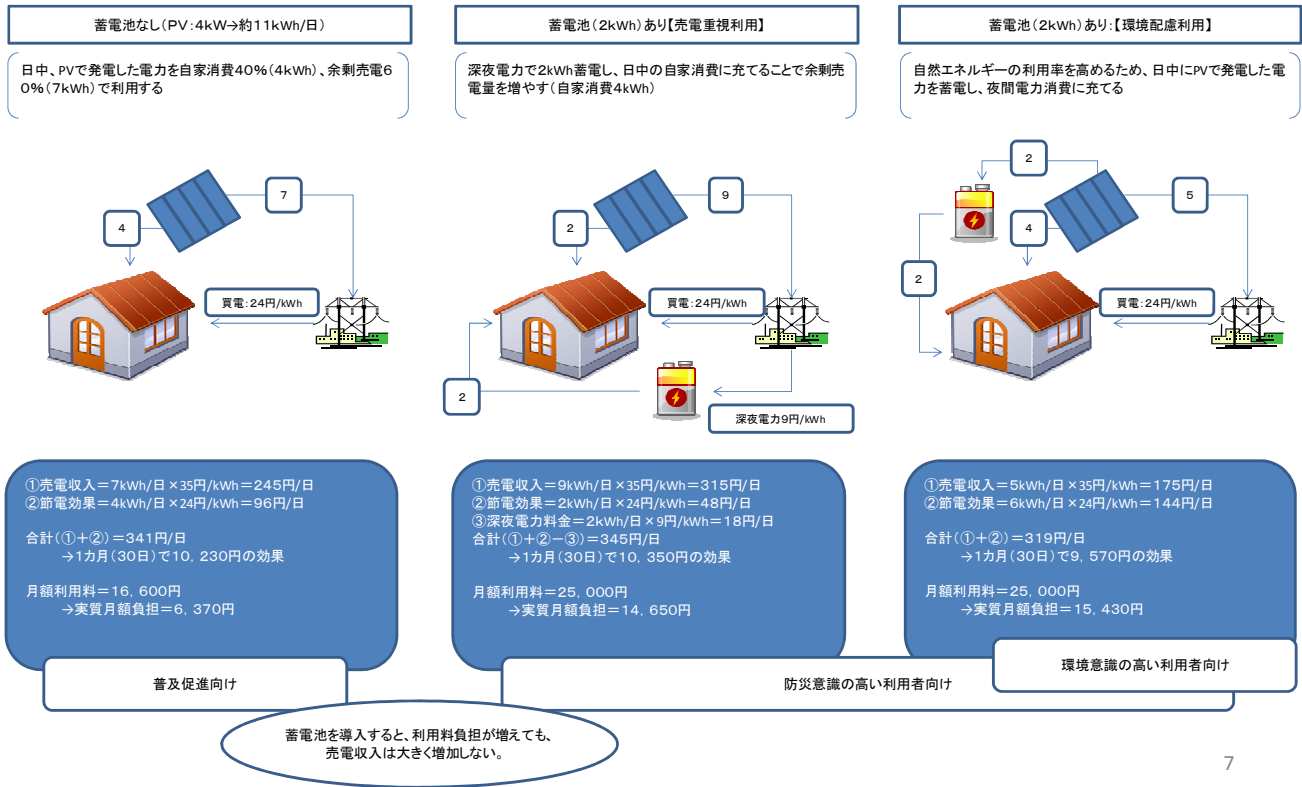 蓄電池なし（PV：4kW→約11kWh/日）
日中、PVで発電した電力を自家消費40％（4kWh）、余剰売電6
0％（7kWh）で利用する
4
7
買電：24円/kWh
①売電収入＝7kWh/日×35円/kWh＝245円/日
②節電効果＝4kWh/日×24円/kWh＝96円/日
合計（①＋②）＝341円/日
→1カ月（30日）で10，230円の効果
月額利用料＝16，600円
→実質月額負担＝6，370円
普及促進向け
蓄電池（2kWh）あり【売電重視利用】
深夜電力で2kWh蓄電し、日中の自家消費に充てることで余剰売
電量を増やす（自家消費4kWh）
2
9
買電：24円/kWh
2
深夜電力9円/kWh
①売電収入＝9kWh/日×35円/kWh＝315円/日
②節電効果＝2kWh/日×24円/kWh＝48円/日
③深夜電力料金＝2kWh/日×9円/kWh＝18円/日
合計（①＋②－③）＝345円/日
→1カ月（30日）で10，350円の効果
月額利用料＝25，000円
→実質月額負担＝14，650円
防災意識の高い利用者向け
蓄電池（2kWh）あり：【環境配慮利用】
自然エネルギーの利用率を高めるため、日中にPVで発電した電
力を蓄電し、夜間電力消費に充てる
2
5
4
2
買電：24円/kWh
①売電収入＝5kWh/日×35円/kWh＝175円/日
②節電効果＝6kWh/日×24円/kWh＝144円/日
合計（①＋②）＝319円/日
→1カ月（30日）で9，570円の効果
月額利用料＝25，000円
→実質月額負担＝15，430円
環境意識の高い利用者向け
蓄電池を導入すると、利用料負担が増えても、
売電収入は大きく増加しない。
7